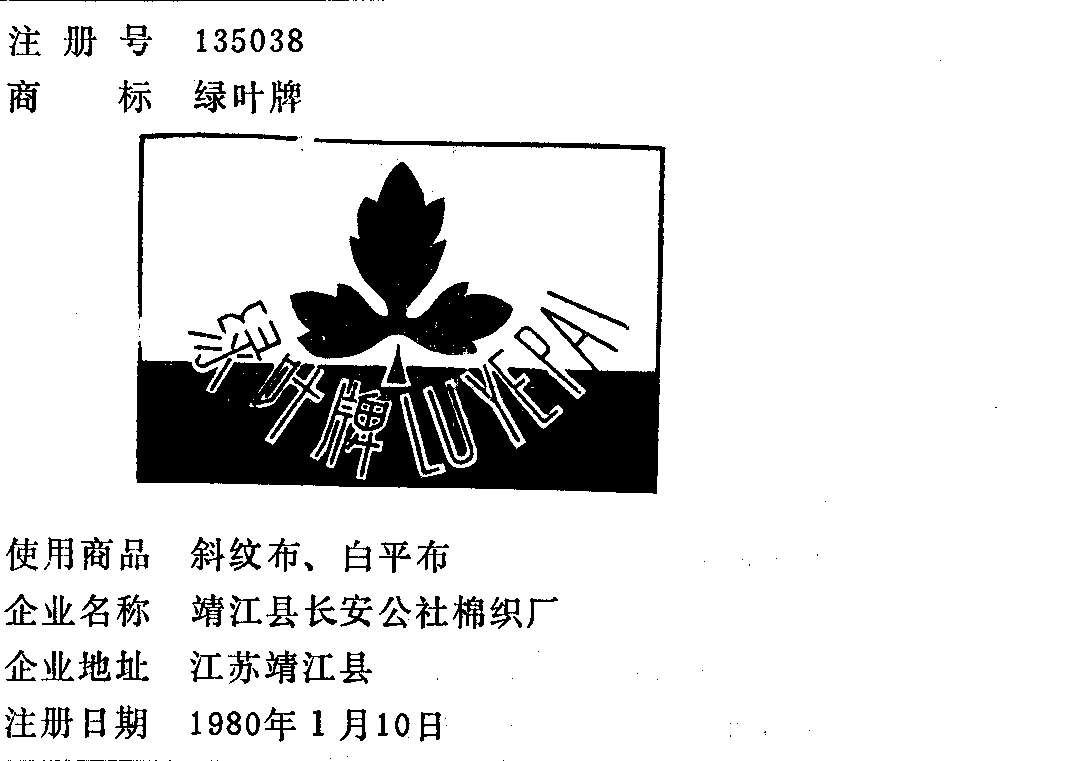 注册号 135038
商标 绿叶牌
绿叶牌 LUYEPAI
使用商品 斜纹布、白平布
企业名称 靖江县长安公社棉织厂
企业地址 江苏靖江县
注册日期 1980年1月10日